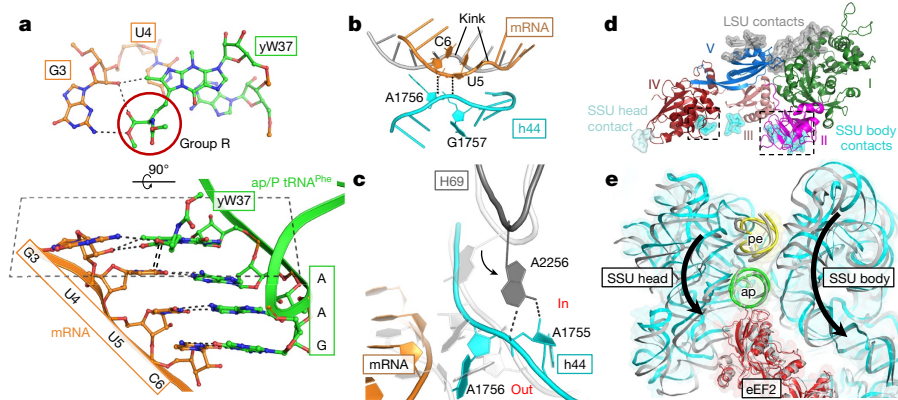 a
U4
yW37
G3
Group R
90°
ap/P tRNAPhe
yW37
G3
U4
U5
C6
mRNA
A
A
G
b
Kink
mRNA
C6
U5
A1756
h44
G1757
c
H69
A2256
In
A1755
mRNA
h44
A1756
Out
d
LSU contacts
V
IV
I
SSU head
contact
III
II
SSU body
contacts
e
pe
SSU head
SSU body
ap
eEF2